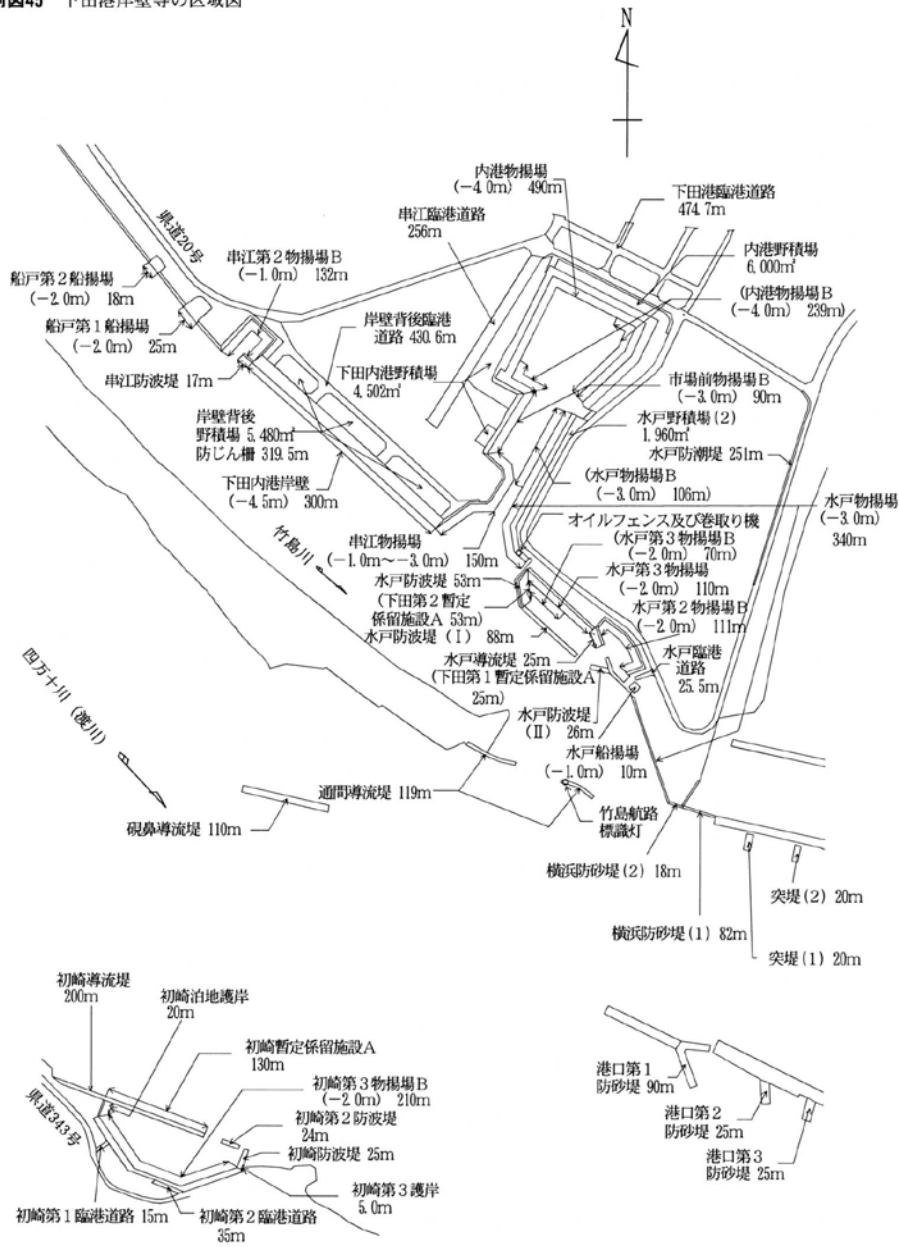 下田港岸壁等の区域図
N
内港物揚場
(-4.0m) 490m
下田港臨港道路
474.7m
串江臨港道路
256m
県道20号
串江第2物揚場B
(-1.0m) 132m
内港野積場
6,000㎡
船戸第2船揚場
(-2.0m) 18m
(内港物揚場B
(-4.0m) 239m)
船戸第1船揚場
(-2.0m) 25m
岸壁背後臨港
道路 430.6m
串江防波堤 17m
下田内港野積場
4.502㎡
市場前物揚場B
(-3.0m) 90m
水戸野積場(2)
1.960㎡
岸壁背後
野積場 5.480㎡
防じん柵 319.5m
水戸防潮堤 251m
下田内港岸壁
(-4.5m) 300m
(水戸物揚場B
(-3.0m) 106m)
水戸物揚場
(-3.0m)
340m
オイルフェンス及び巻取り機
竹島川
串江物揚場
(-1.0m～-3.0m) 150m
(水戸第3物揚場B
(-2.0m) 70m)
水戸防波堤 53m
水戸第3物揚場
(-2.0m) 110m
(下田第2暫定
係留施設A 53m)
水戸第2物揚場B
(-2.0m) 111m
水戸防波堤(Ⅰ) 88m
水戸導流堤 25m
水戸臨港
道路
25.5m
(下田第1暫定係留施設A
25m)
四万十川(渡川)
水戸防波堤
(Ⅱ) 26m
水戸船揚場
(-1.0m) 10m
通間導流堤 119m
竹島航路
標識灯
硯鼻導流堤 110m
横浜防砂堤(2) 18m
突堤(2) 20m
横浜防砂堤(1) 82m
突堤(1) 20m
初崎導流堤
200m
初崎泊地護岸
20m
初崎暫定係留施設A
130m
初崎第3物揚場B
(-2.0m) 210m
県道343号
初崎第2防波堤
24m
初崎防波堤 25m
初崎第3護岸
5.0m
初崎第1臨港道路 15m
初崎第2臨港道路
35m
港口第1
防砂堤 90m
港口第2
防砂堤 25m
港口第3
防砂堤 25m